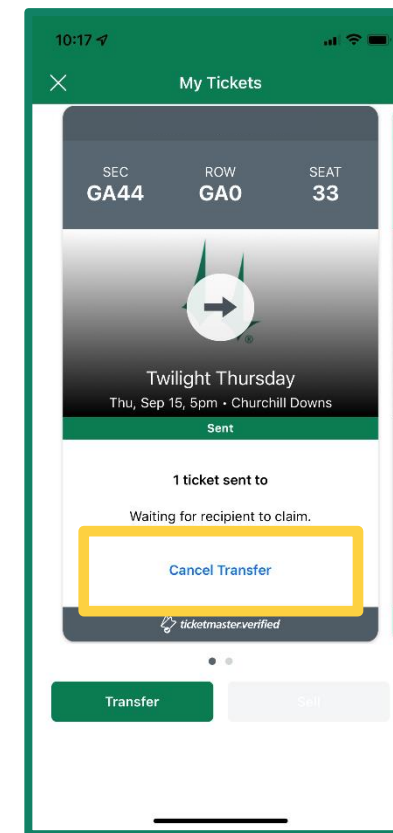 10:17
My Tickets
SEC ROW SEAT
GA44 GA0 33
®
Twilight Thursday
Thu, Sep 15, 5pm • Churchill Downs
Sent
1 ticket sent to
Waiting for recipient to claim.
Cancel Transfer
ticketmaster.verified
Transfer Sell